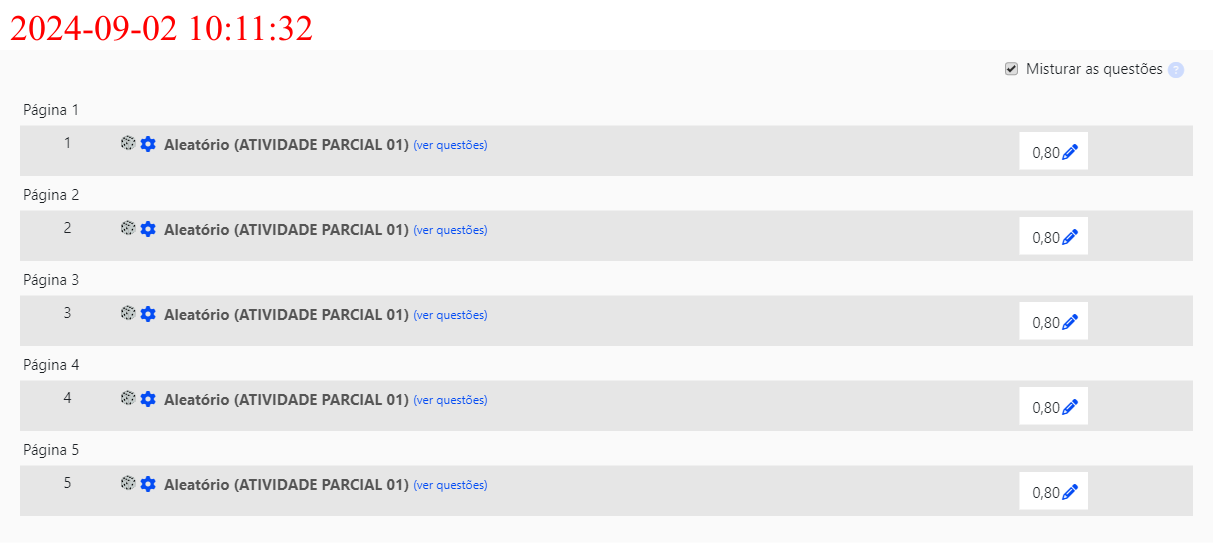 2024-09-02 10:11:32
Misturar as questões ?
Página 1
1 Aleatório (ATIVIDADE PARCIAL 01) (ver questões) 0,80
Página 2
2 Aleatório (ATIVIDADE PARCIAL 01) (ver questões) 0,80
Página 3
3 Aleatório (ATIVIDADE PARCIAL 01) (ver questões) 0,80
Página 4
4 Aleatório (ATIVIDADE PARCIAL 01) (ver questões) 0,80
Página 5
5 Aleatório (ATIVIDADE PARCIAL 01) (ver questões) 0,80